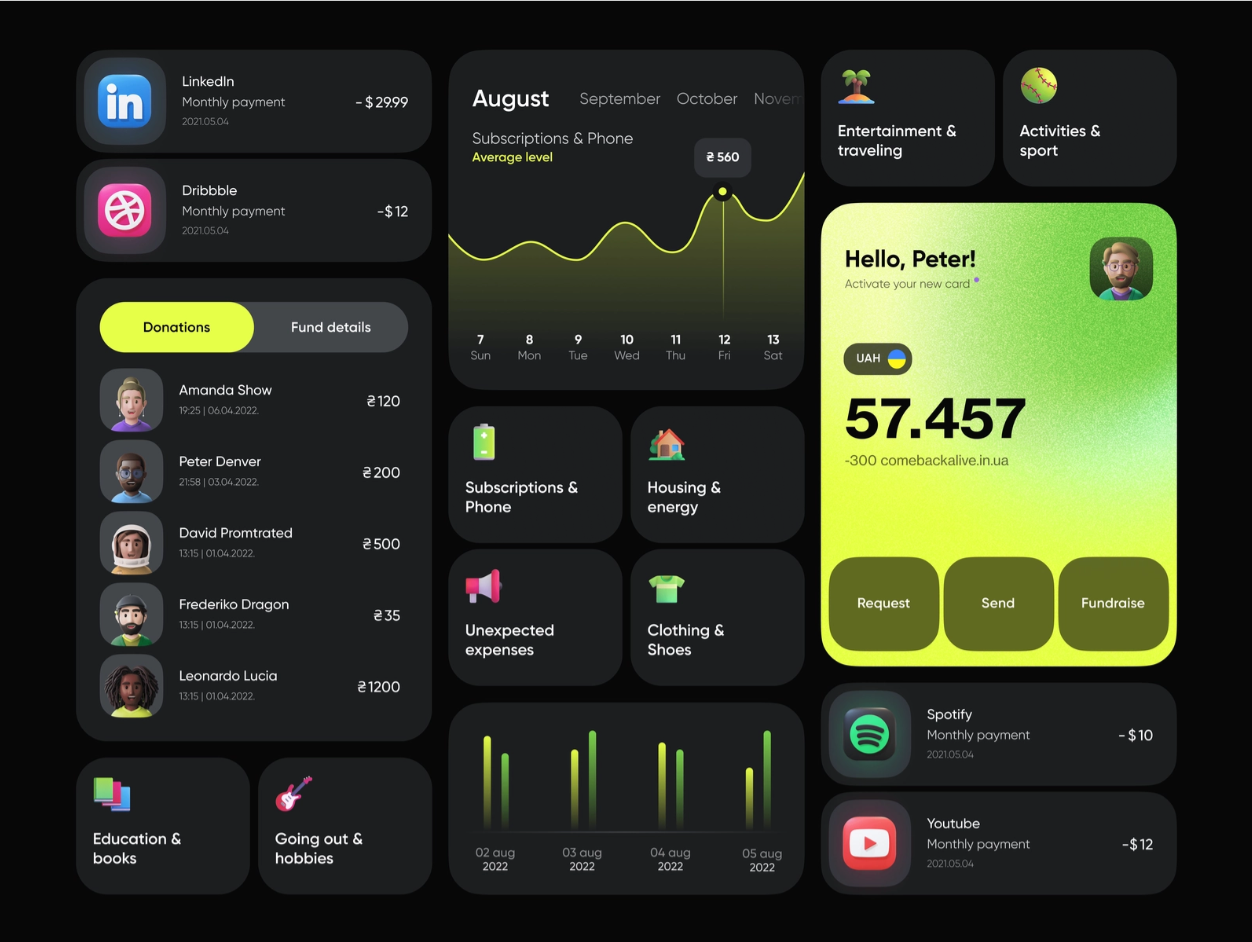 in
LinkedIn
Monthly payment
2021.05.04
- $29.99
Dribbble
Monthly payment
2021.05.04
-$12
Donations
Fund details
Amanda Show
19:25 | 06.04.2022.
₴120
Peter Denver
21:58 | 03.04.2022.
₴200
David Promtrated
13:15 | 01.04.2022.
₴500
Frederiko Dragon
13:15 | 01.04.2022.
₴35
Leonardo Lucia
13:15 | 01.04.2022.
₴1200
Education &
books
Going out &
hobbies
August September October Novem
Subscriptions & Phone
Average level
₴ 560
7 8 9 10 11 12 13
Sun Mon Tue Wed Thu Fri Sat
Subscriptions &
Phone
Housing &
energy
Unexpected
expenses
Clothing &
Shoes
02 aug 03 aug 04 aug 05 aug
2022 2022 2022 2022
Entertainment &
traveling
Activities &
sport
Hello, Peter!
Activate your new card
UAH
57.457
-300 comebackalive.in.ua
Request Send Fundraise
Spotify
Monthly payment
2021.05.04
- $10
Youtube
Monthly payment
2021.05.04
-$12